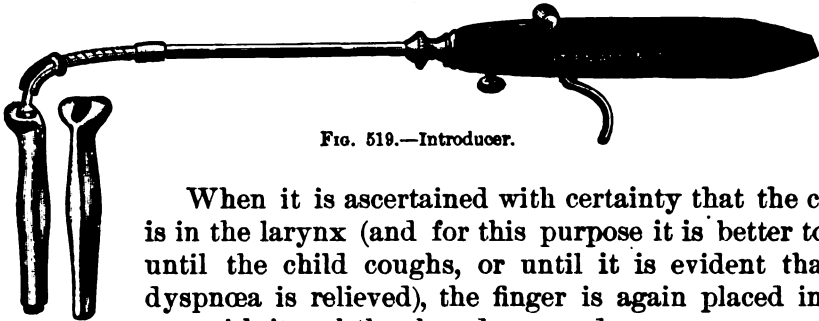 FIG. 519.—Introducer.
When it is ascertained with certainty that the
is in the larynx (and for this purpose it is better
until the child coughs, or until it is evident
dyspnœa is relieved), the finger is again placed in